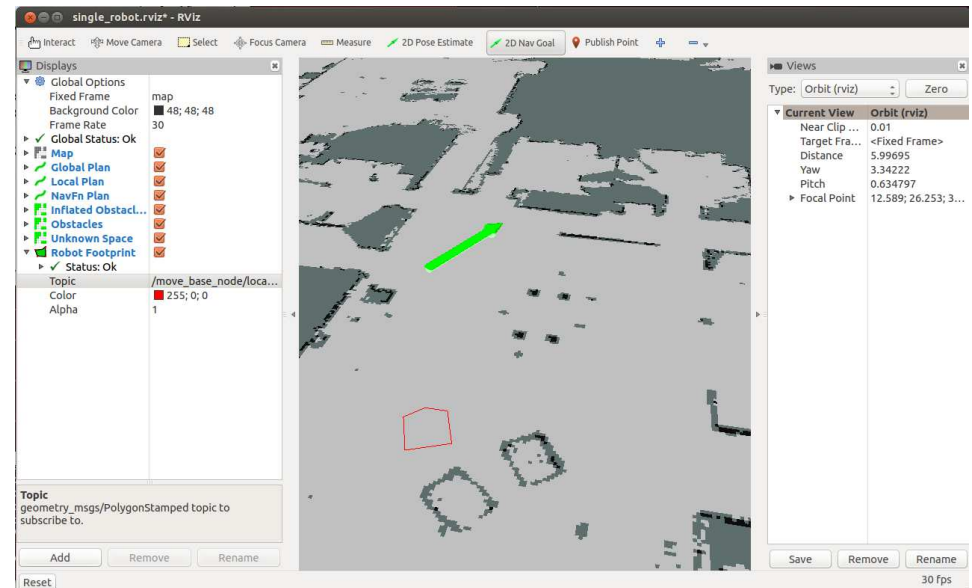 single_robot.rviz* - RViz
Interact Move Camera Select Focus Camera Measure 2D Pose Estimate 2D Nav Goal Publish Point
Displays
Global Options
Fixed Frame map
Background Color 48; 48; 48
Frame Rate 30
Global Status: Ok
Map
Global Plan
Local Plan
NavFn Plan
Inflated Obstacl...
Obstacles
Unknown Space
Robot Footprint
Status: Ok
Topic /move_base_node/loca...
Color 255; 0; 0
Alpha 1
Topic
geometry_msgs/PolygonStamped topic to
subscribe to.
Add Remove Rename
Reset
Views
Type: Orbit (rviz) Zero
Current View Orbit (rviz)
Near Clip ... 0.01
Target Fra... <Fixed Frame>
Distance 5.99695
Yaw 3.34222
Pitch 0.634797
Focal Point 12.589; 26.253; 3...
Save Remove Rename
30 fps